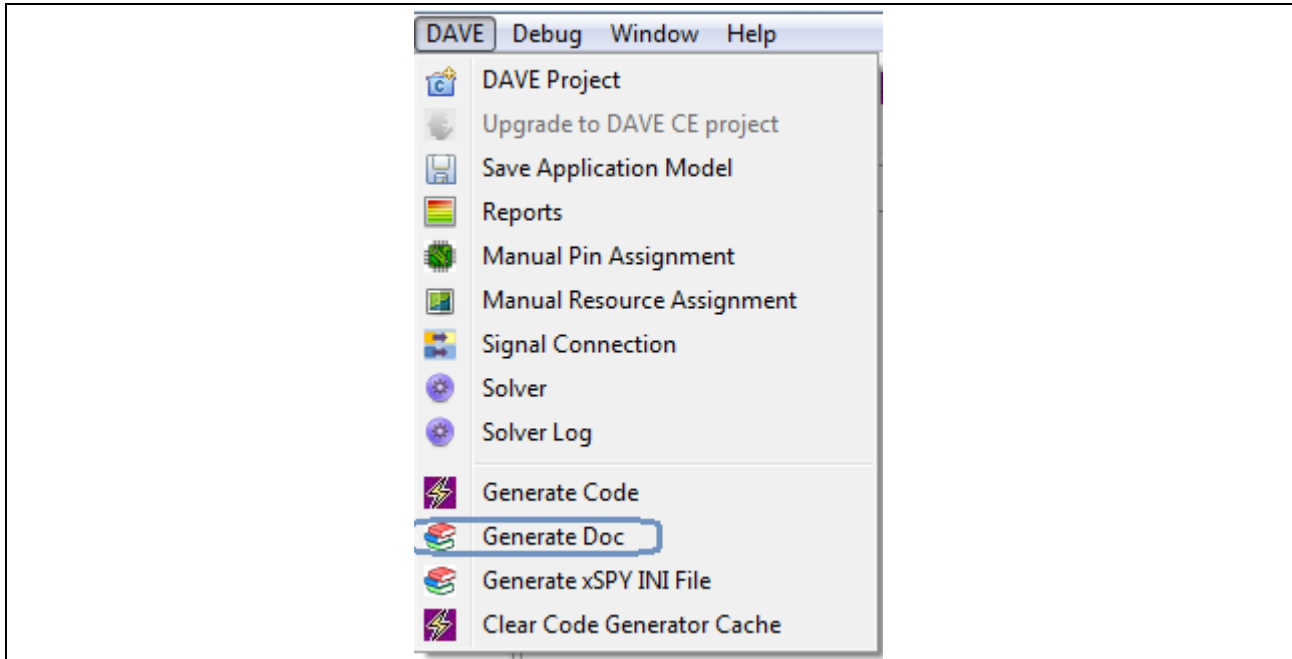 DAVE Debug Window Help
DAVE Project
Upgrade to DAVE CE project
Save Application Model
Reports
Manual Pin Assignment
Manual Resource Assignment
Signal Connection
Solver
Solver Log
Generate Code
Generate Doc
Generate xSPY INI File
Clear Code Generator Cache